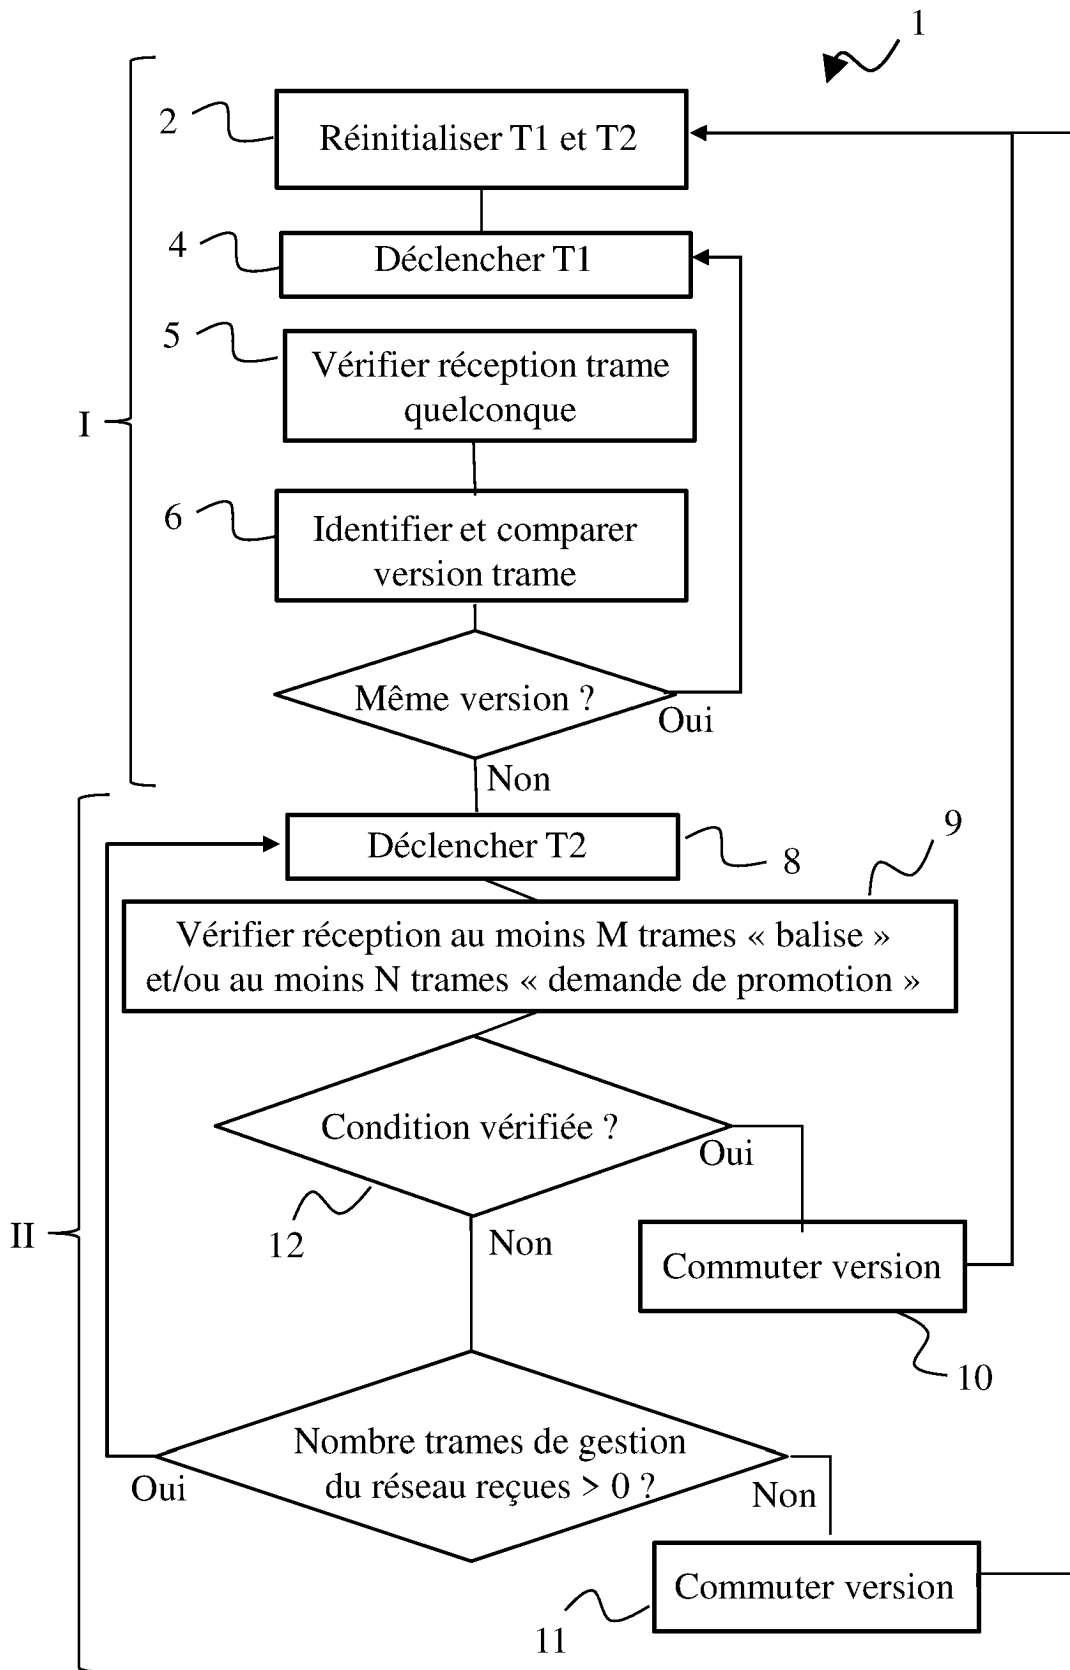 1
2
Réinitialiser T1 et T2
4
Déclencher T1
5
Vérifier réception trame
quelconque
I
6
Identifier et comparer
version trame
Même version ?
Oui
Non
Déclencher T2
8
9
Vérifier réception au moins M trames « balise »
et/ou au moins N trames « demande de promotion »
Condition vérifiée ?
Oui
12
Non
II
Commuter version
10
Nombre trames de gestion
du réseau reçues > 0 ?
Oui
Non
Commuter version
11